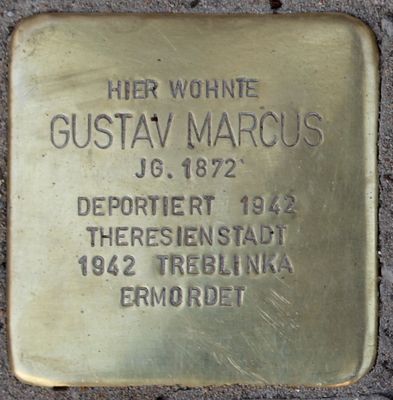 HIER WOHNTE
GUSTAV MARCUS
JG. 1872
DEPORTIERT 1942
THERESIENSTADT
1942 TREBLINKA
ERMORDET